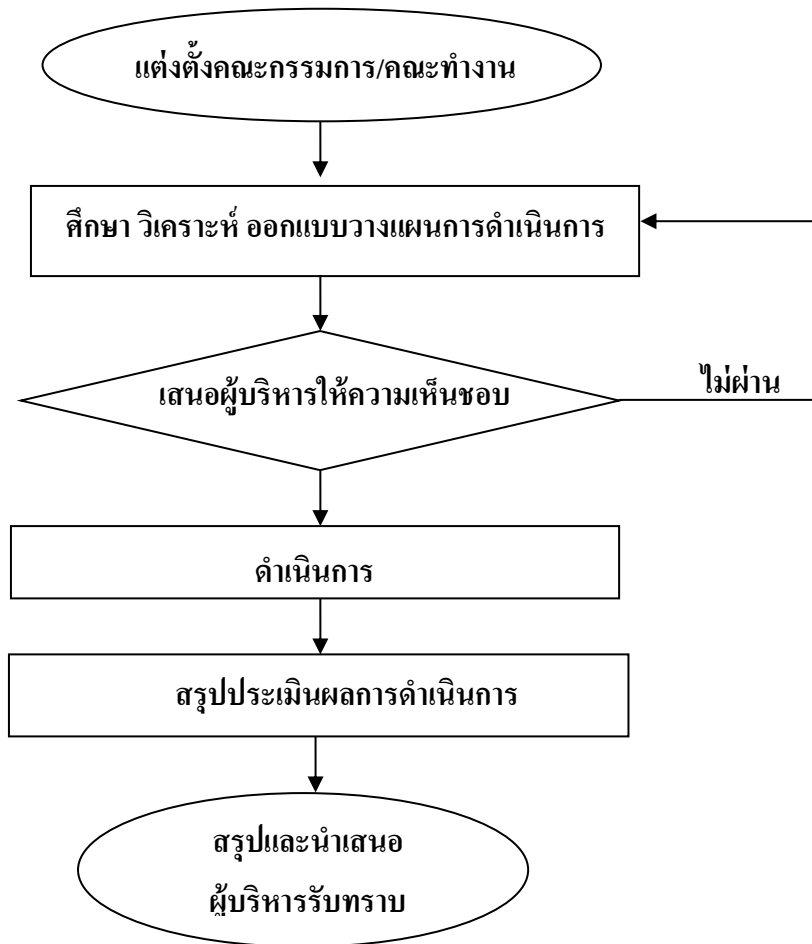 แต่งตั้งคณะกรรมการ/คณะทำงาน
ศึกษา วิเคราะห์ ออกแบบวางแผนการดำเนินการ
เสนอผู้บริหารให้ความเห็นชอบ
ไม่ผ่าน
ดำเนินการ
สรุปประเมินผลการดำเนินการ
สรุปและนำเสนอ
ผู้บริหารรับทราบ